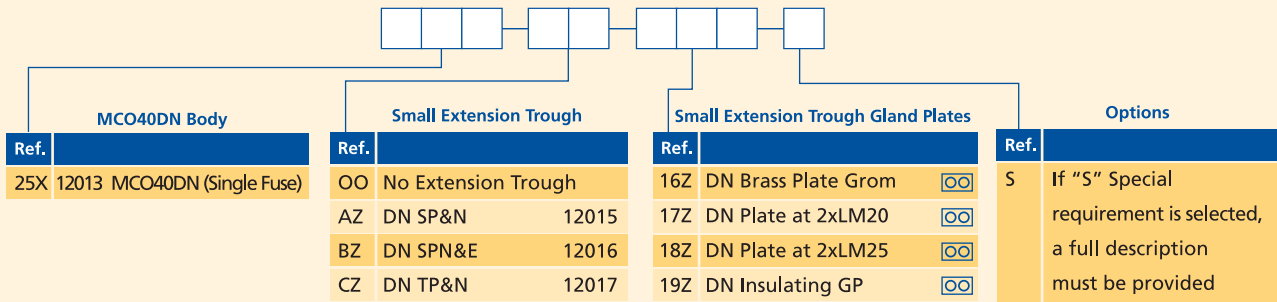 MCO40DN Body
Ref.
25X 12013 MCO40DN (Single Fuse)
Small Extension Trough
Ref.
OO No Extension Trough
AZ DN SP&N 12015
BZ DN SPN&E 12016
CZ DN TP&N 12017
Small Extension Trough Gland Plates
Ref.
16Z DN Brass Plate Grom
17Z DN Plate at 2xLM20
18Z DN Plate at 2xLM25
19Z DN Insulating GP
Options
Ref.
S If “S” Special
requirement is selected,
a full description
must be provided